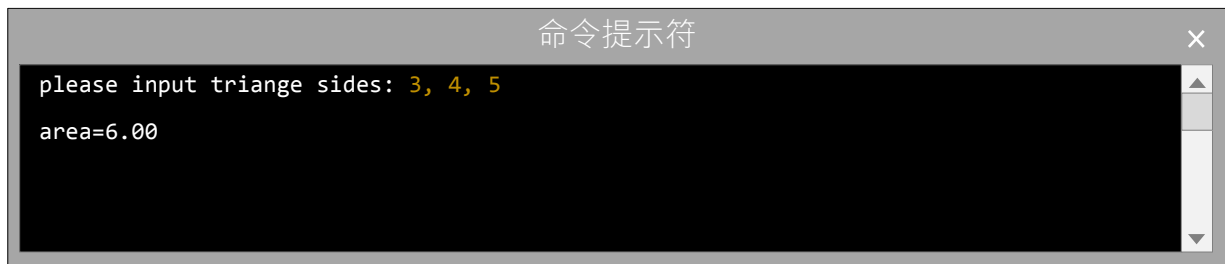 命令提示符
please input triange sides: 3, 4, 5
area=6.00